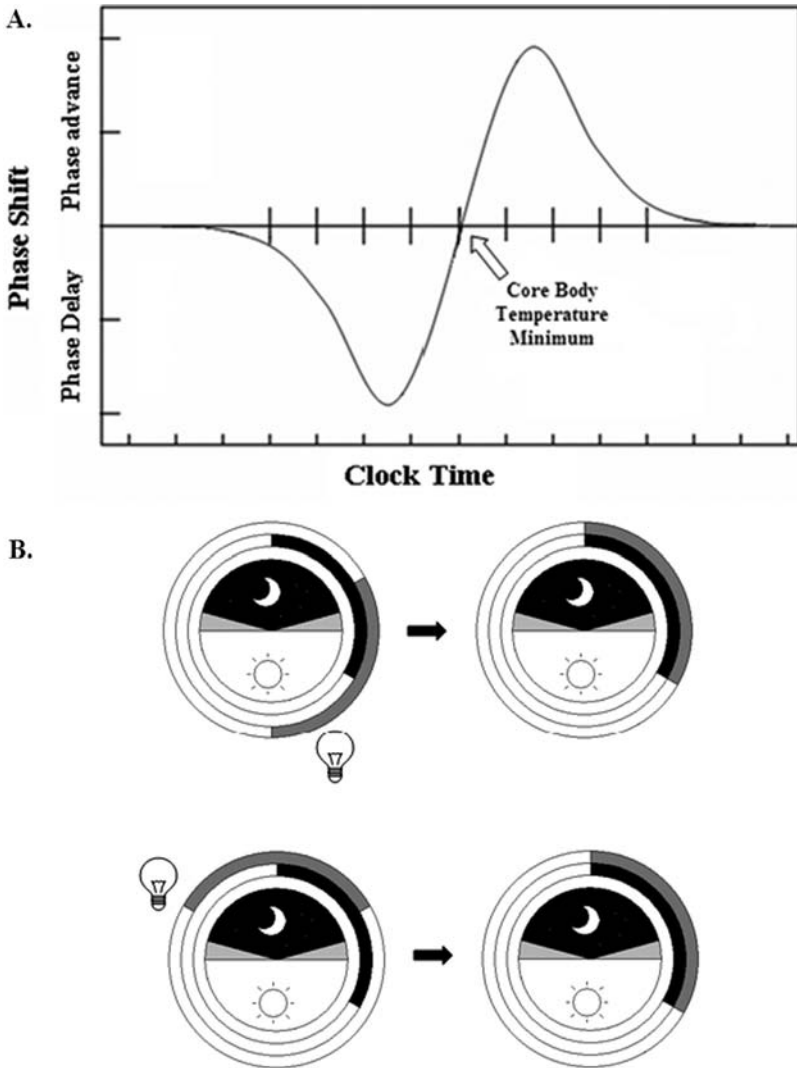 A.
Phase Shift
Phase Delay
Phase advance
Core Body
Temperature
Minimum
Clock Time
B.